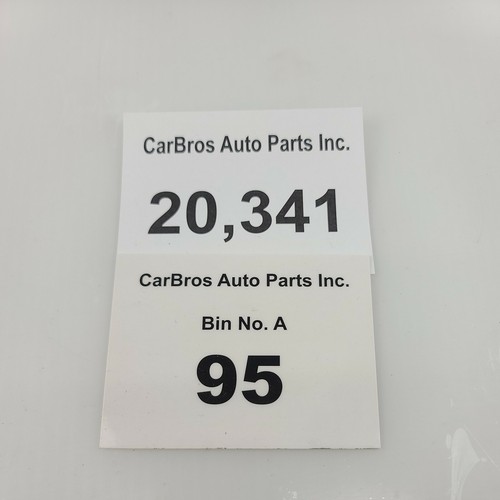 CarBros Auto Parts Inc.
20,341
CarBros Auto Parts Inc.
Bin No. A
95